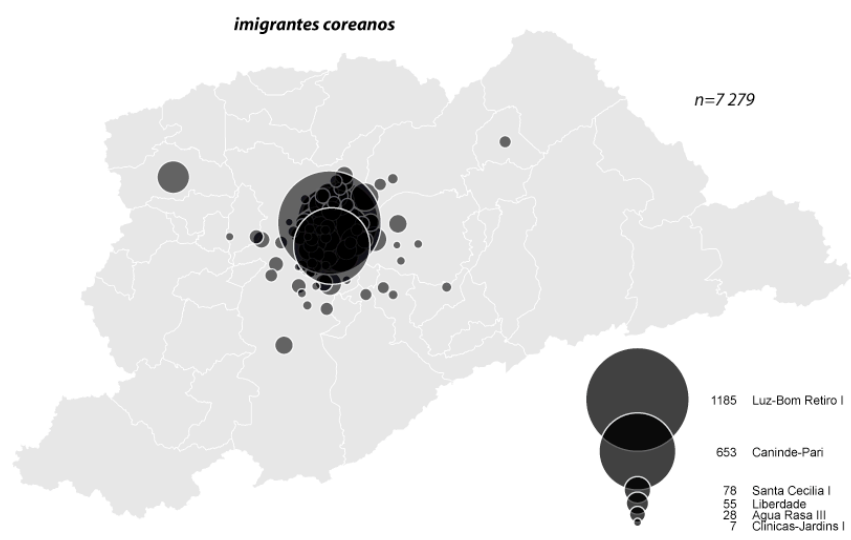 imigrantes coreanos
n=7 279
1185 Luz-Bom Retiro I
653 Caninde-Pari
78 Santa Cecilia I
55 Liberdade
28 Agua Rasa III
7 Clinicas-Jardins I